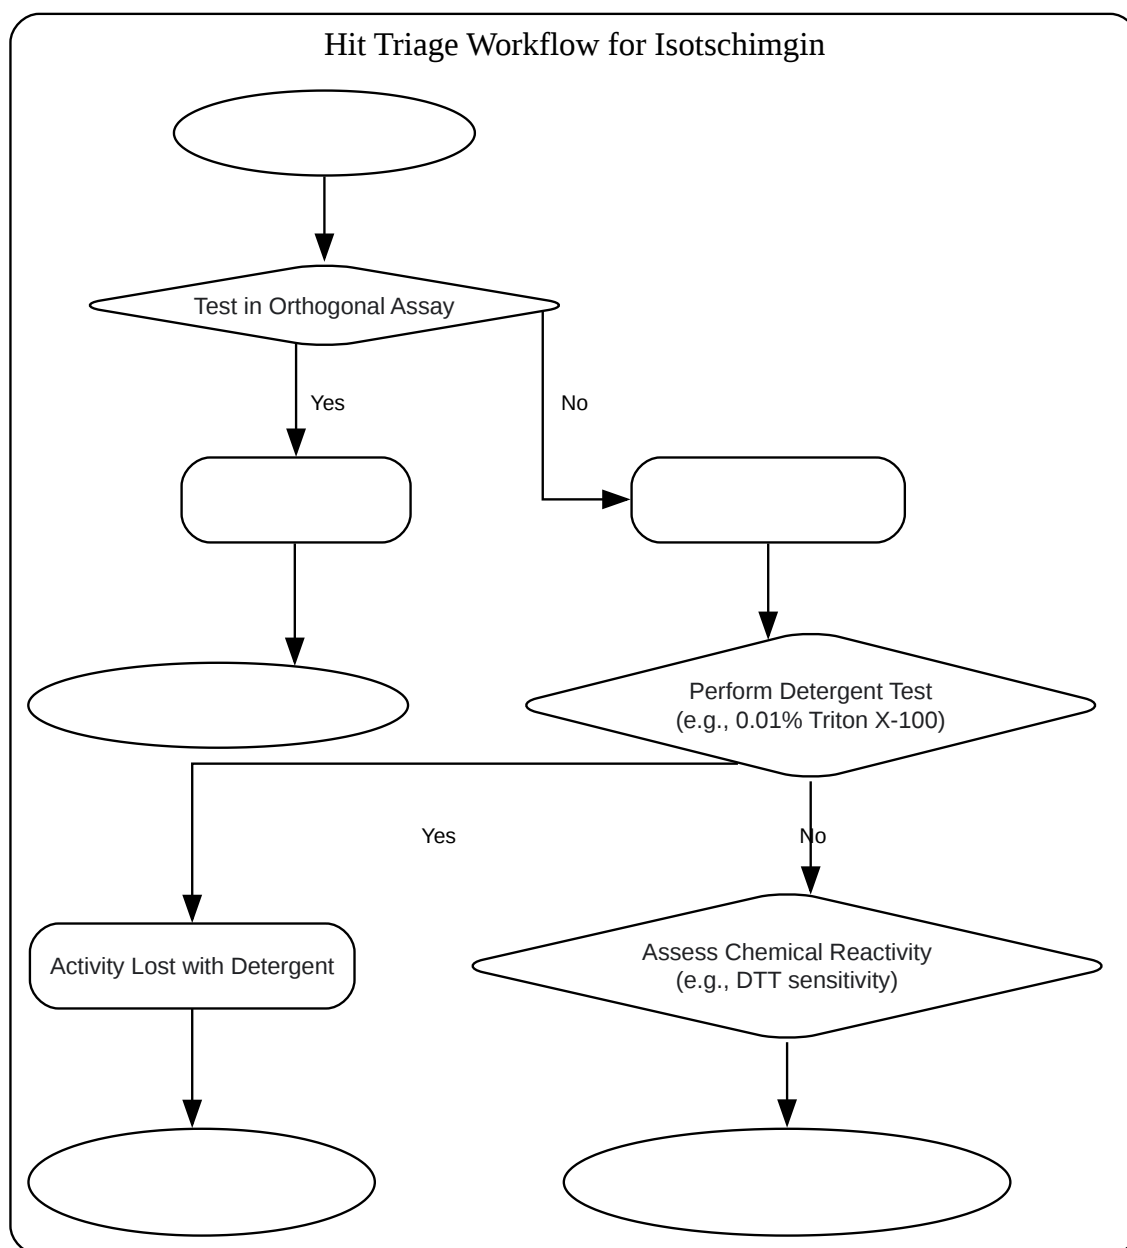 Hit Triage Workflow for Isotschimgin
Test in Orthogonal Assay
Yes
No
Perform Detergent Test
(e.g., 0.01% Triton X-100)
Yes
No
Activity Lost with Detergent
Assess Chemical Reactivity
(e.g., DTT sensitivity)